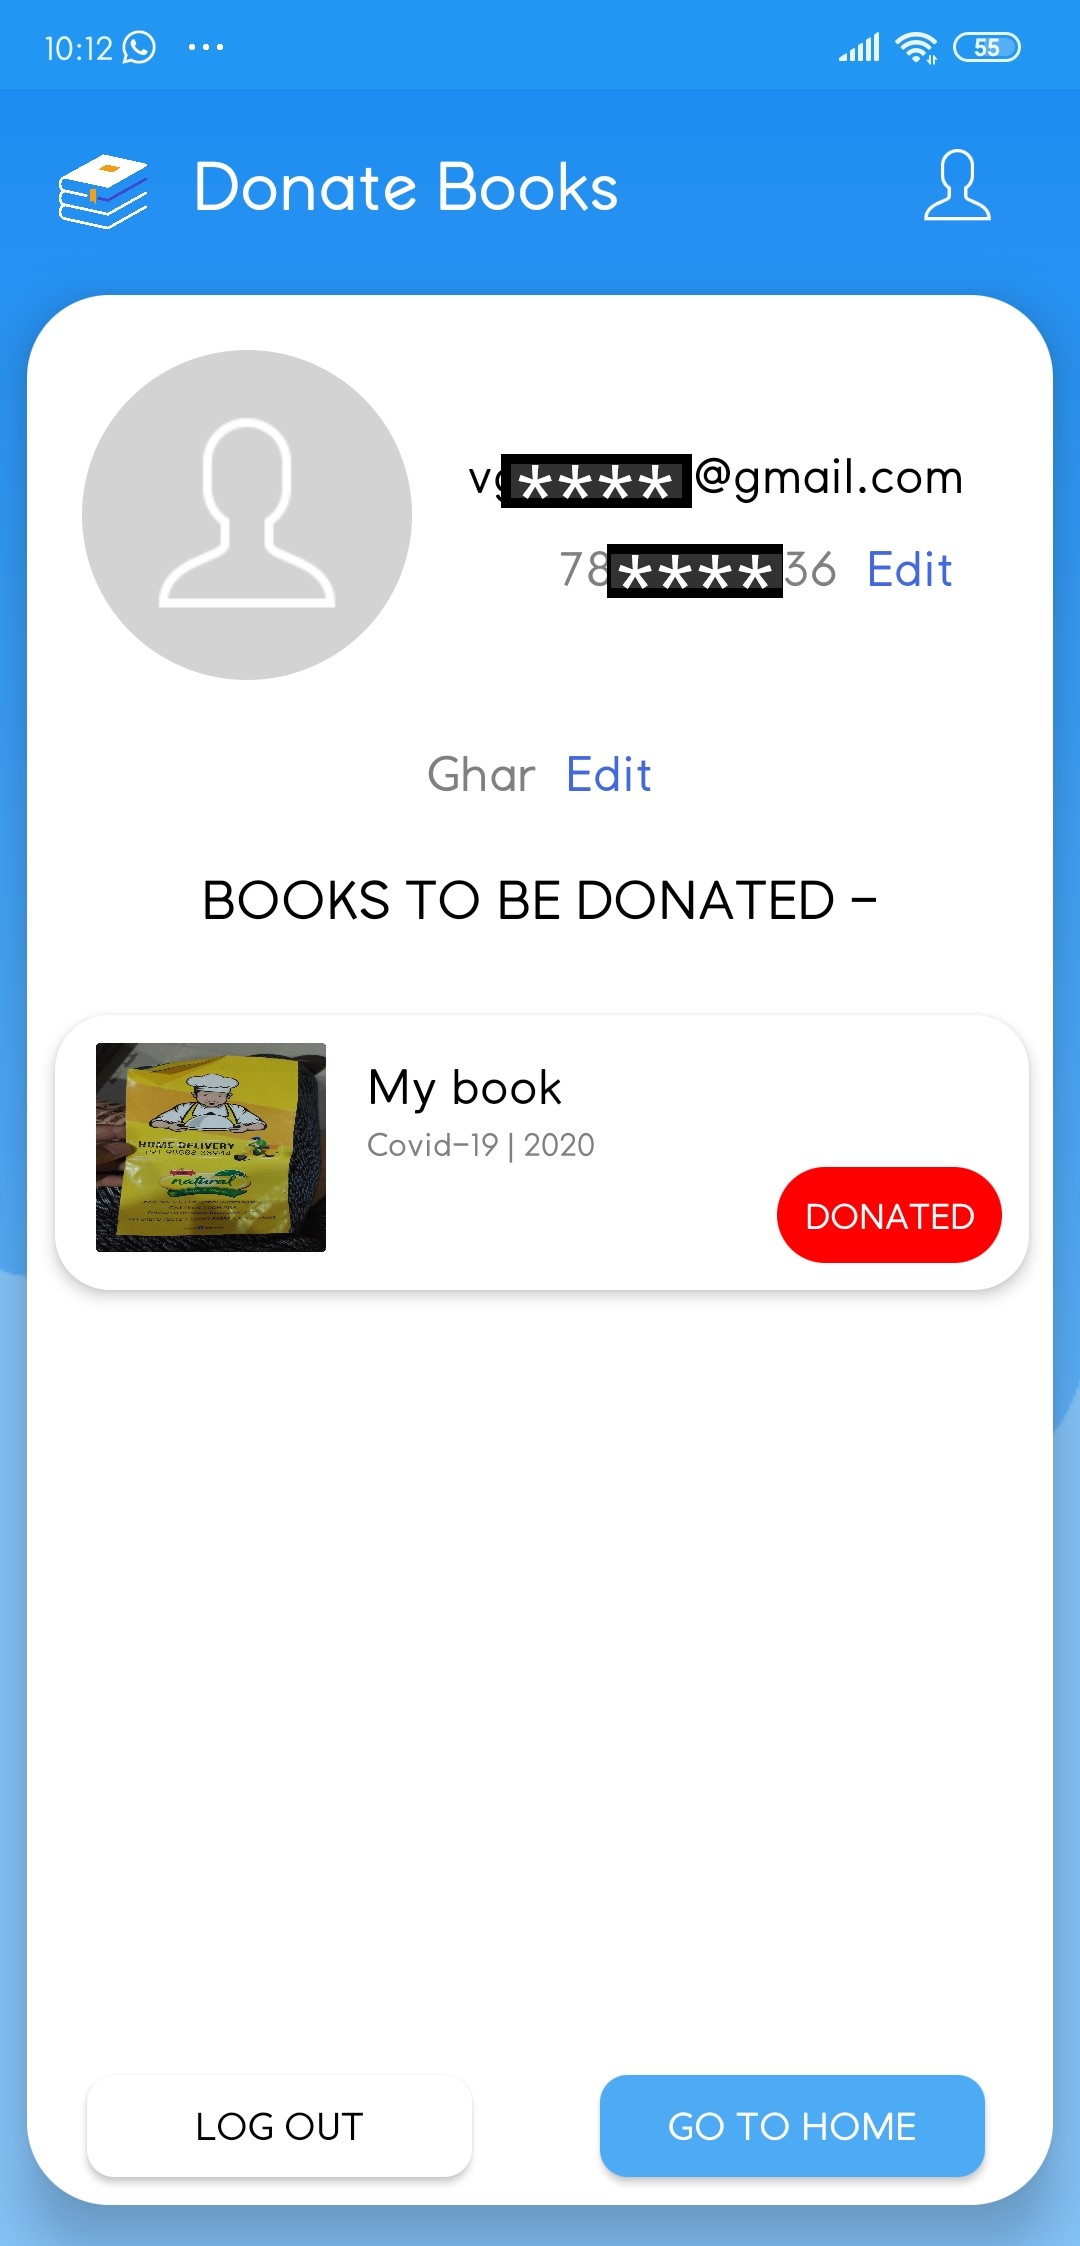 10:12 ... 55
Donate Books
v****@gmail.com
78****36 Edit
Ghar Edit
BOOKS TO BE DONATED -
My book
Covid-19 | 2020
HOME DELIVERY
natural
DONATED
LOG OUT
GO TO HOME